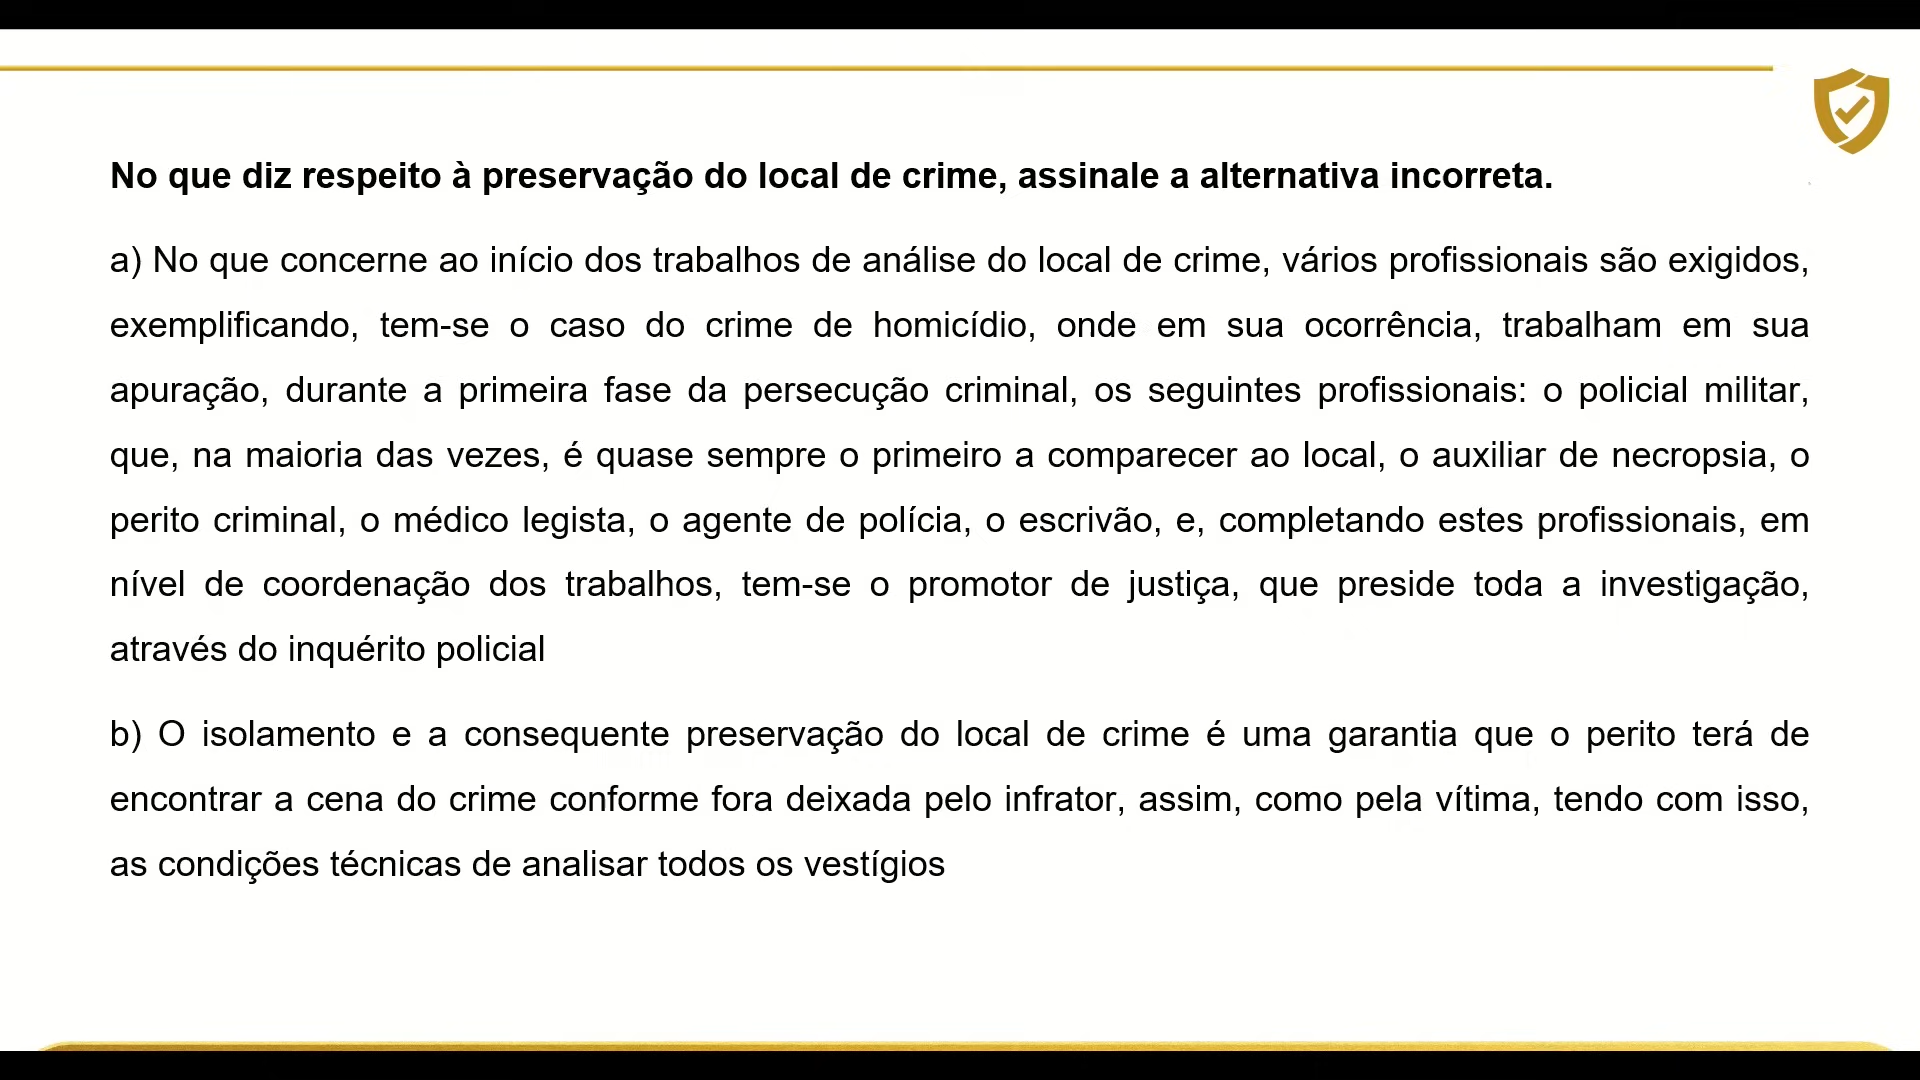 No que diz respeito à preservação do local de crime, assinale a alternativa incorreta.
a) No que concerne ao início dos trabalhos de análise do local de crime, vários profissionais são exigidos,
exemplificando, tem-se o caso do crime de homicídio, onde em sua ocorrência, trabalham em sua
apuração, durante a primeira fase da persecução criminal, os seguintes profissionais: o policial militar,
que, na maioria das vezes, é quase sempre o primeiro a comparecer ao local, o auxiliar de necropsia, o
perito criminal, o médico legista, o agente de polícia, o escrivão, e, completando estes profissionais, em
nível de coordenação dos trabalhos, tem-se o promotor de justiça, que preside toda a investigação,
através do inquérito policial
b) O isolamento e a consequente preservação do local de crime é uma garantia que o perito terá de
encontrar a cena do crime conforme fora deixada pelo infrator, assim, como pela vítima, tendo com isso,
as condições técnicas de analisar todos os vestígios